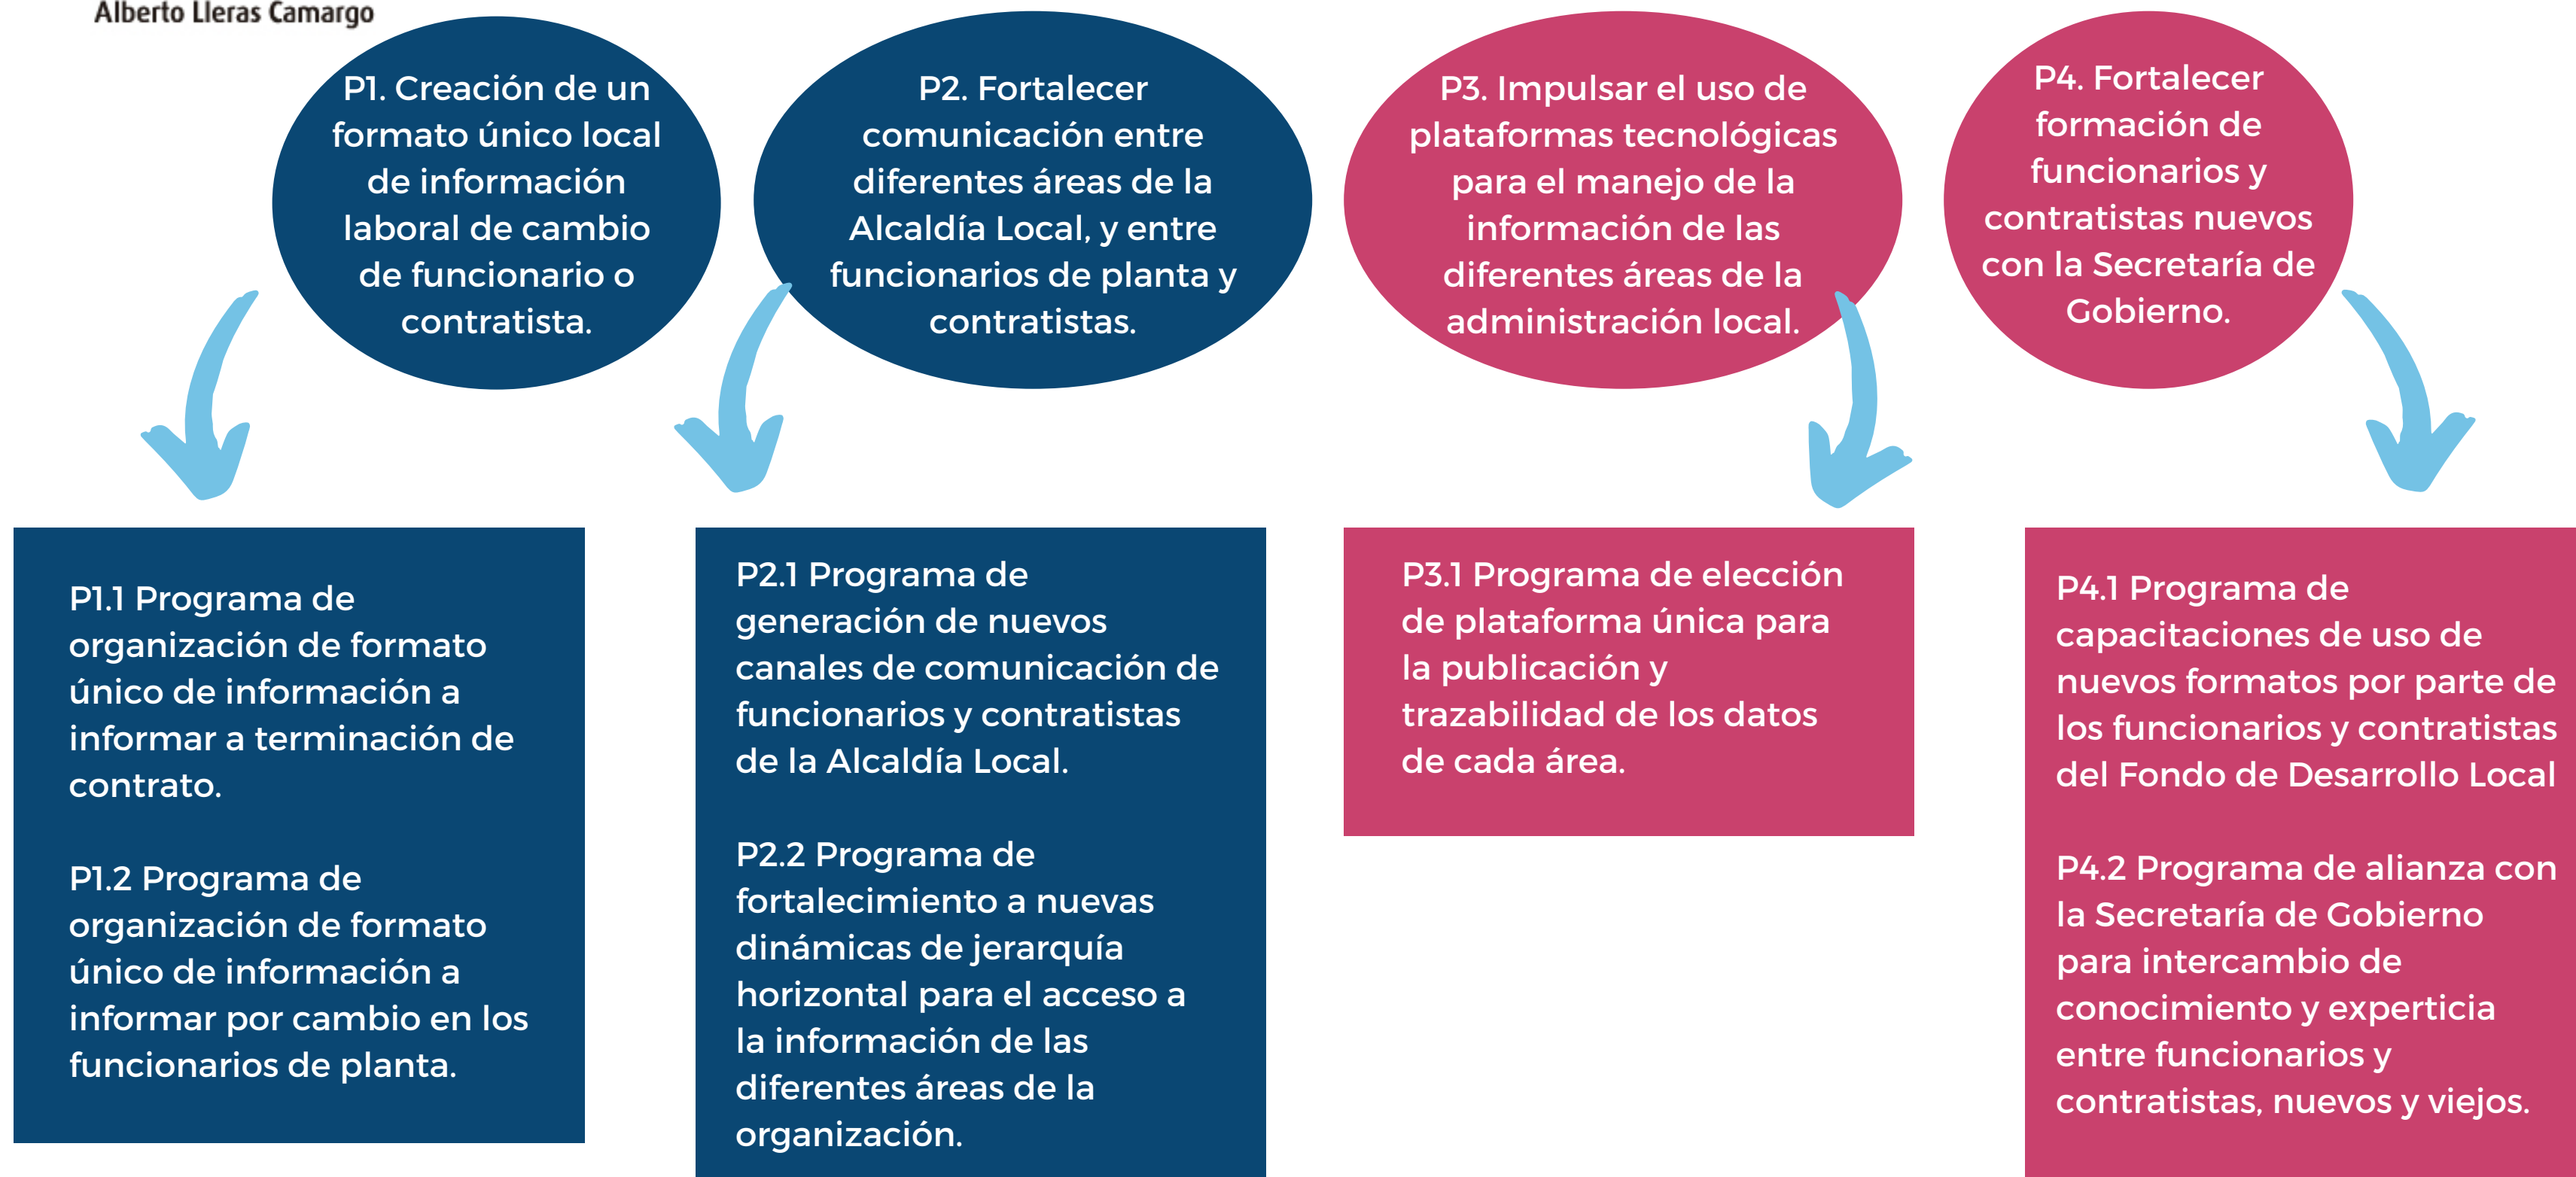 Alberto Lleras Camargo
P1. Creación de un
formato único local
de información
laboral de cambio
de funcionario o
contratista.
P2. Fortalecer
comunicación entre
diferentes áreas de la
Alcaldía Local, y entre
funcionarios de planta y
contratistas.
P3. Impulsar el uso de
plataformas tecnológicas
para el manejo de la
información de las
diferentes áreas de la
administración local.
P4. Fortalecer
formación de
funcionarios y
contratistas nuevos
con la Secretaría de
Gobierno.
P1.1 Programa de
organización de formato
único de información a
informar a terminación de
contrato.
P1.2 Programa de
organización de formato
único de información a
informar por cambio en los
funcionarios de planta.
P2.1 Programa de
generación de nuevos
canales de comunicación de
funcionarios y contratistas
de la Alcaldía Local.
P2.2 Programa de
fortalecimiento a nuevas
dinámicas de jerarquía
horizontal para el acceso a
la información de las
diferentes áreas de la
organización.
P3.1 Programa de elección
de plataforma única para
la publicación y
trazabilidad de los datos
de cada área.
P4.1 Programa de
capacitaciones de uso de
nuevos formatos por parte de
los funcionarios y contratistas
del Fondo de Desarrollo Local
P4.2 Programa de alianza con
la Secretaría de Gobierno
para intercambio de
conocimiento y experticia
entre funcionarios y
contratistas, nuevos y viejos.